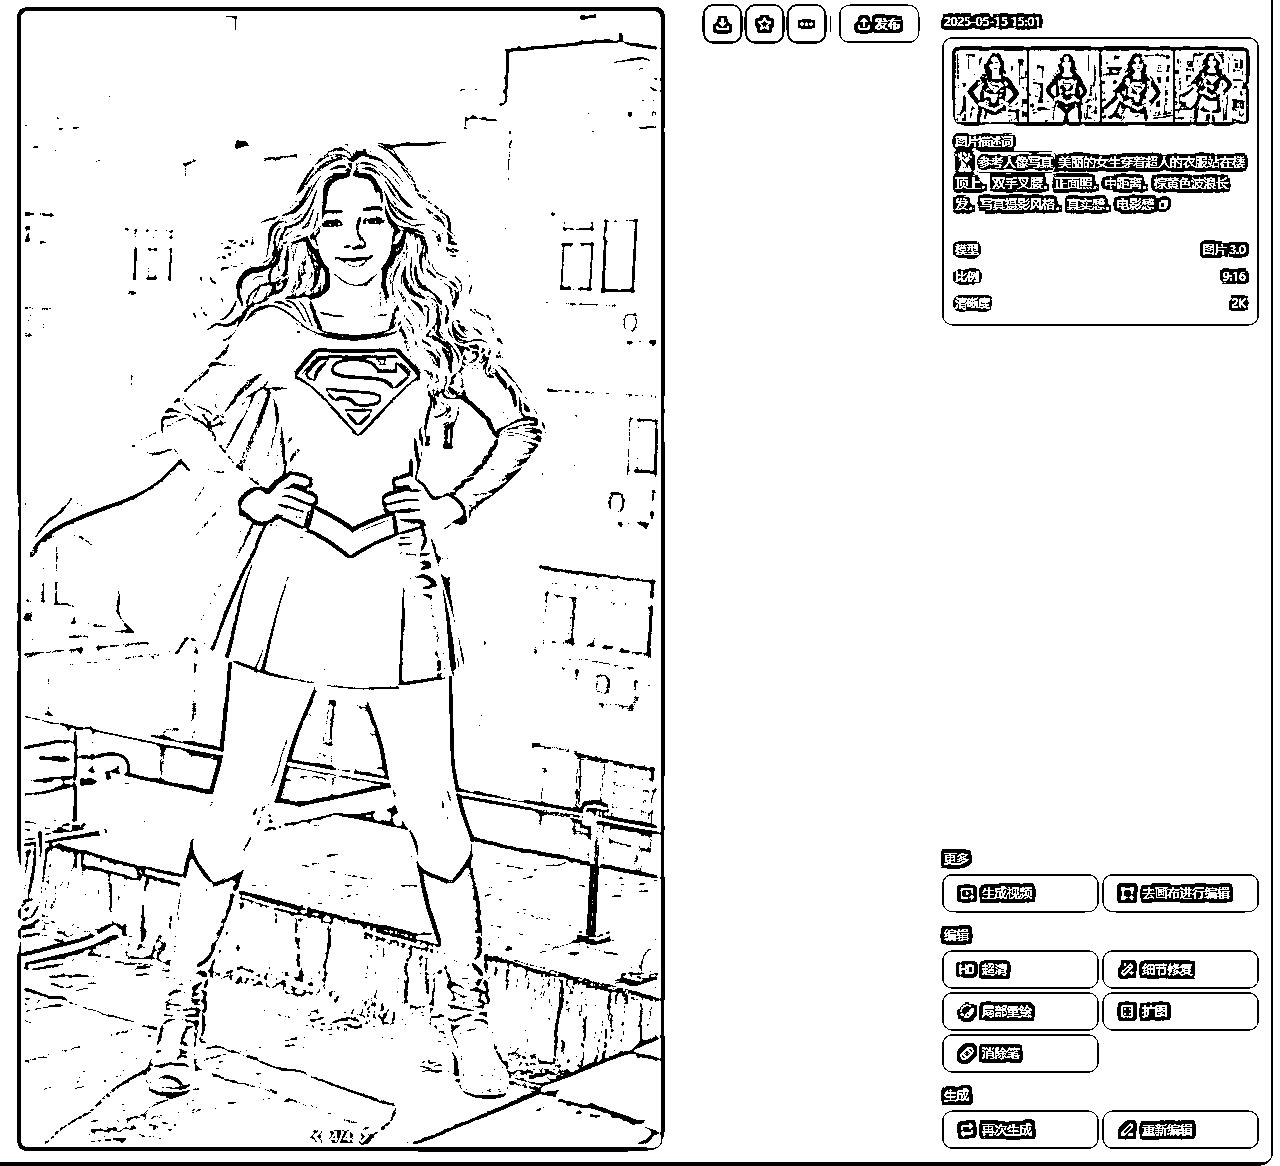 发布
2025-05-15 15:01
图片描述词
参考人像写真 美丽的女生穿着超人的衣服站在楼
顶上，双手叉腰，正面照，中距离，棕黄色波浪长
发，写真摄影风格，真实感，电影感
模型 图片 3.0
比例 9:16
清晰度 2K
更多
生成视频 去画布进行编辑
编辑
HD 超清 细节修复
局部重绘 扩图
消除笔
生成
再次生成 重新编辑
S